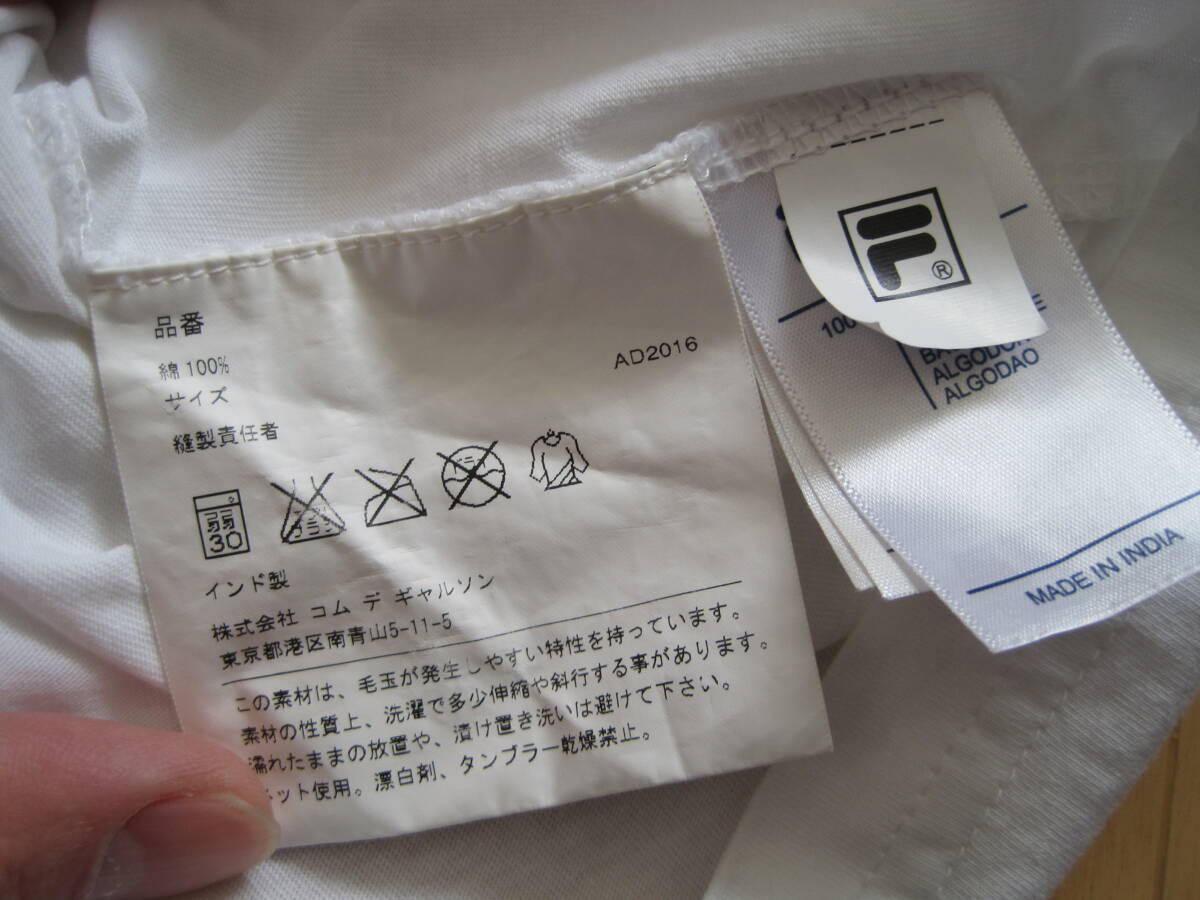 品番
綿100%
AD2016
サイズ
縫製責任者
弱
30
インド製
株式会社 コム デ ギャルソン
東京都港区南青山5-11-5
この素材は、毛玉が発生しやすい特性を持っています。
素材の性質上、洗濯で多少伸縮や斜行する事があります。
濡れたままの放置や、漬け置き洗いは避けて下さい。
ット使用。漂白剤、タンブラー乾燥禁止。
F
®
100
ALGODON
ALGODAO
MADE IN INDIA